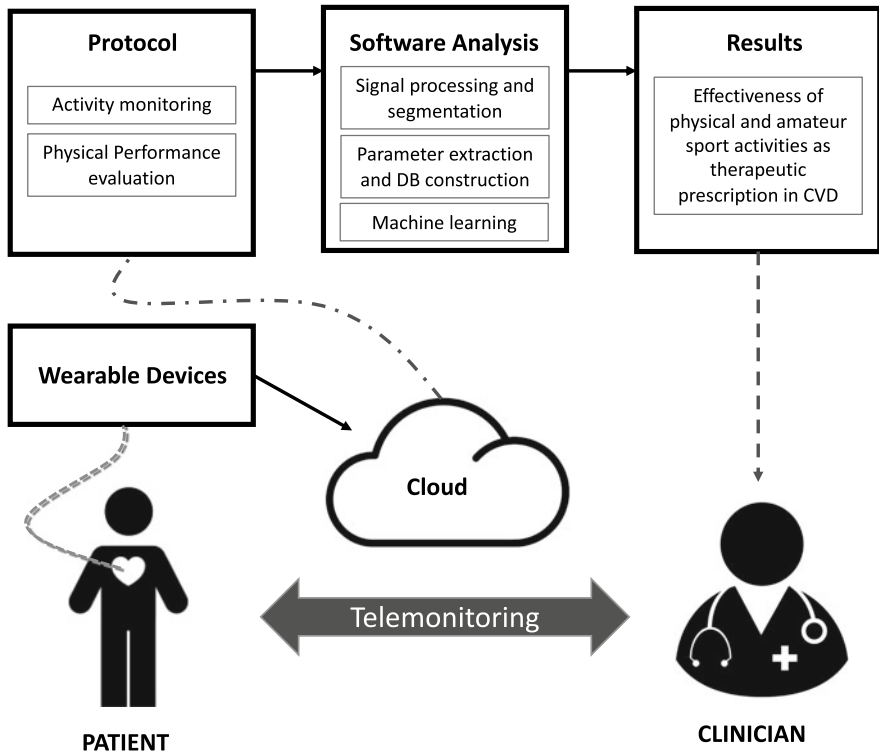 Protocol
Activity monitoring
Physical Performance
evaluation
Software Analysis
Signal processing and
segmentation
Parameter extraction
and DB construction
Machine learning
Results
Effectiveness of
physical and amateur
sport activities as
therapeutic
prescription in CVD
Wearable Devices
Cloud
Telemonitoring
PATIENT
CLINICIAN